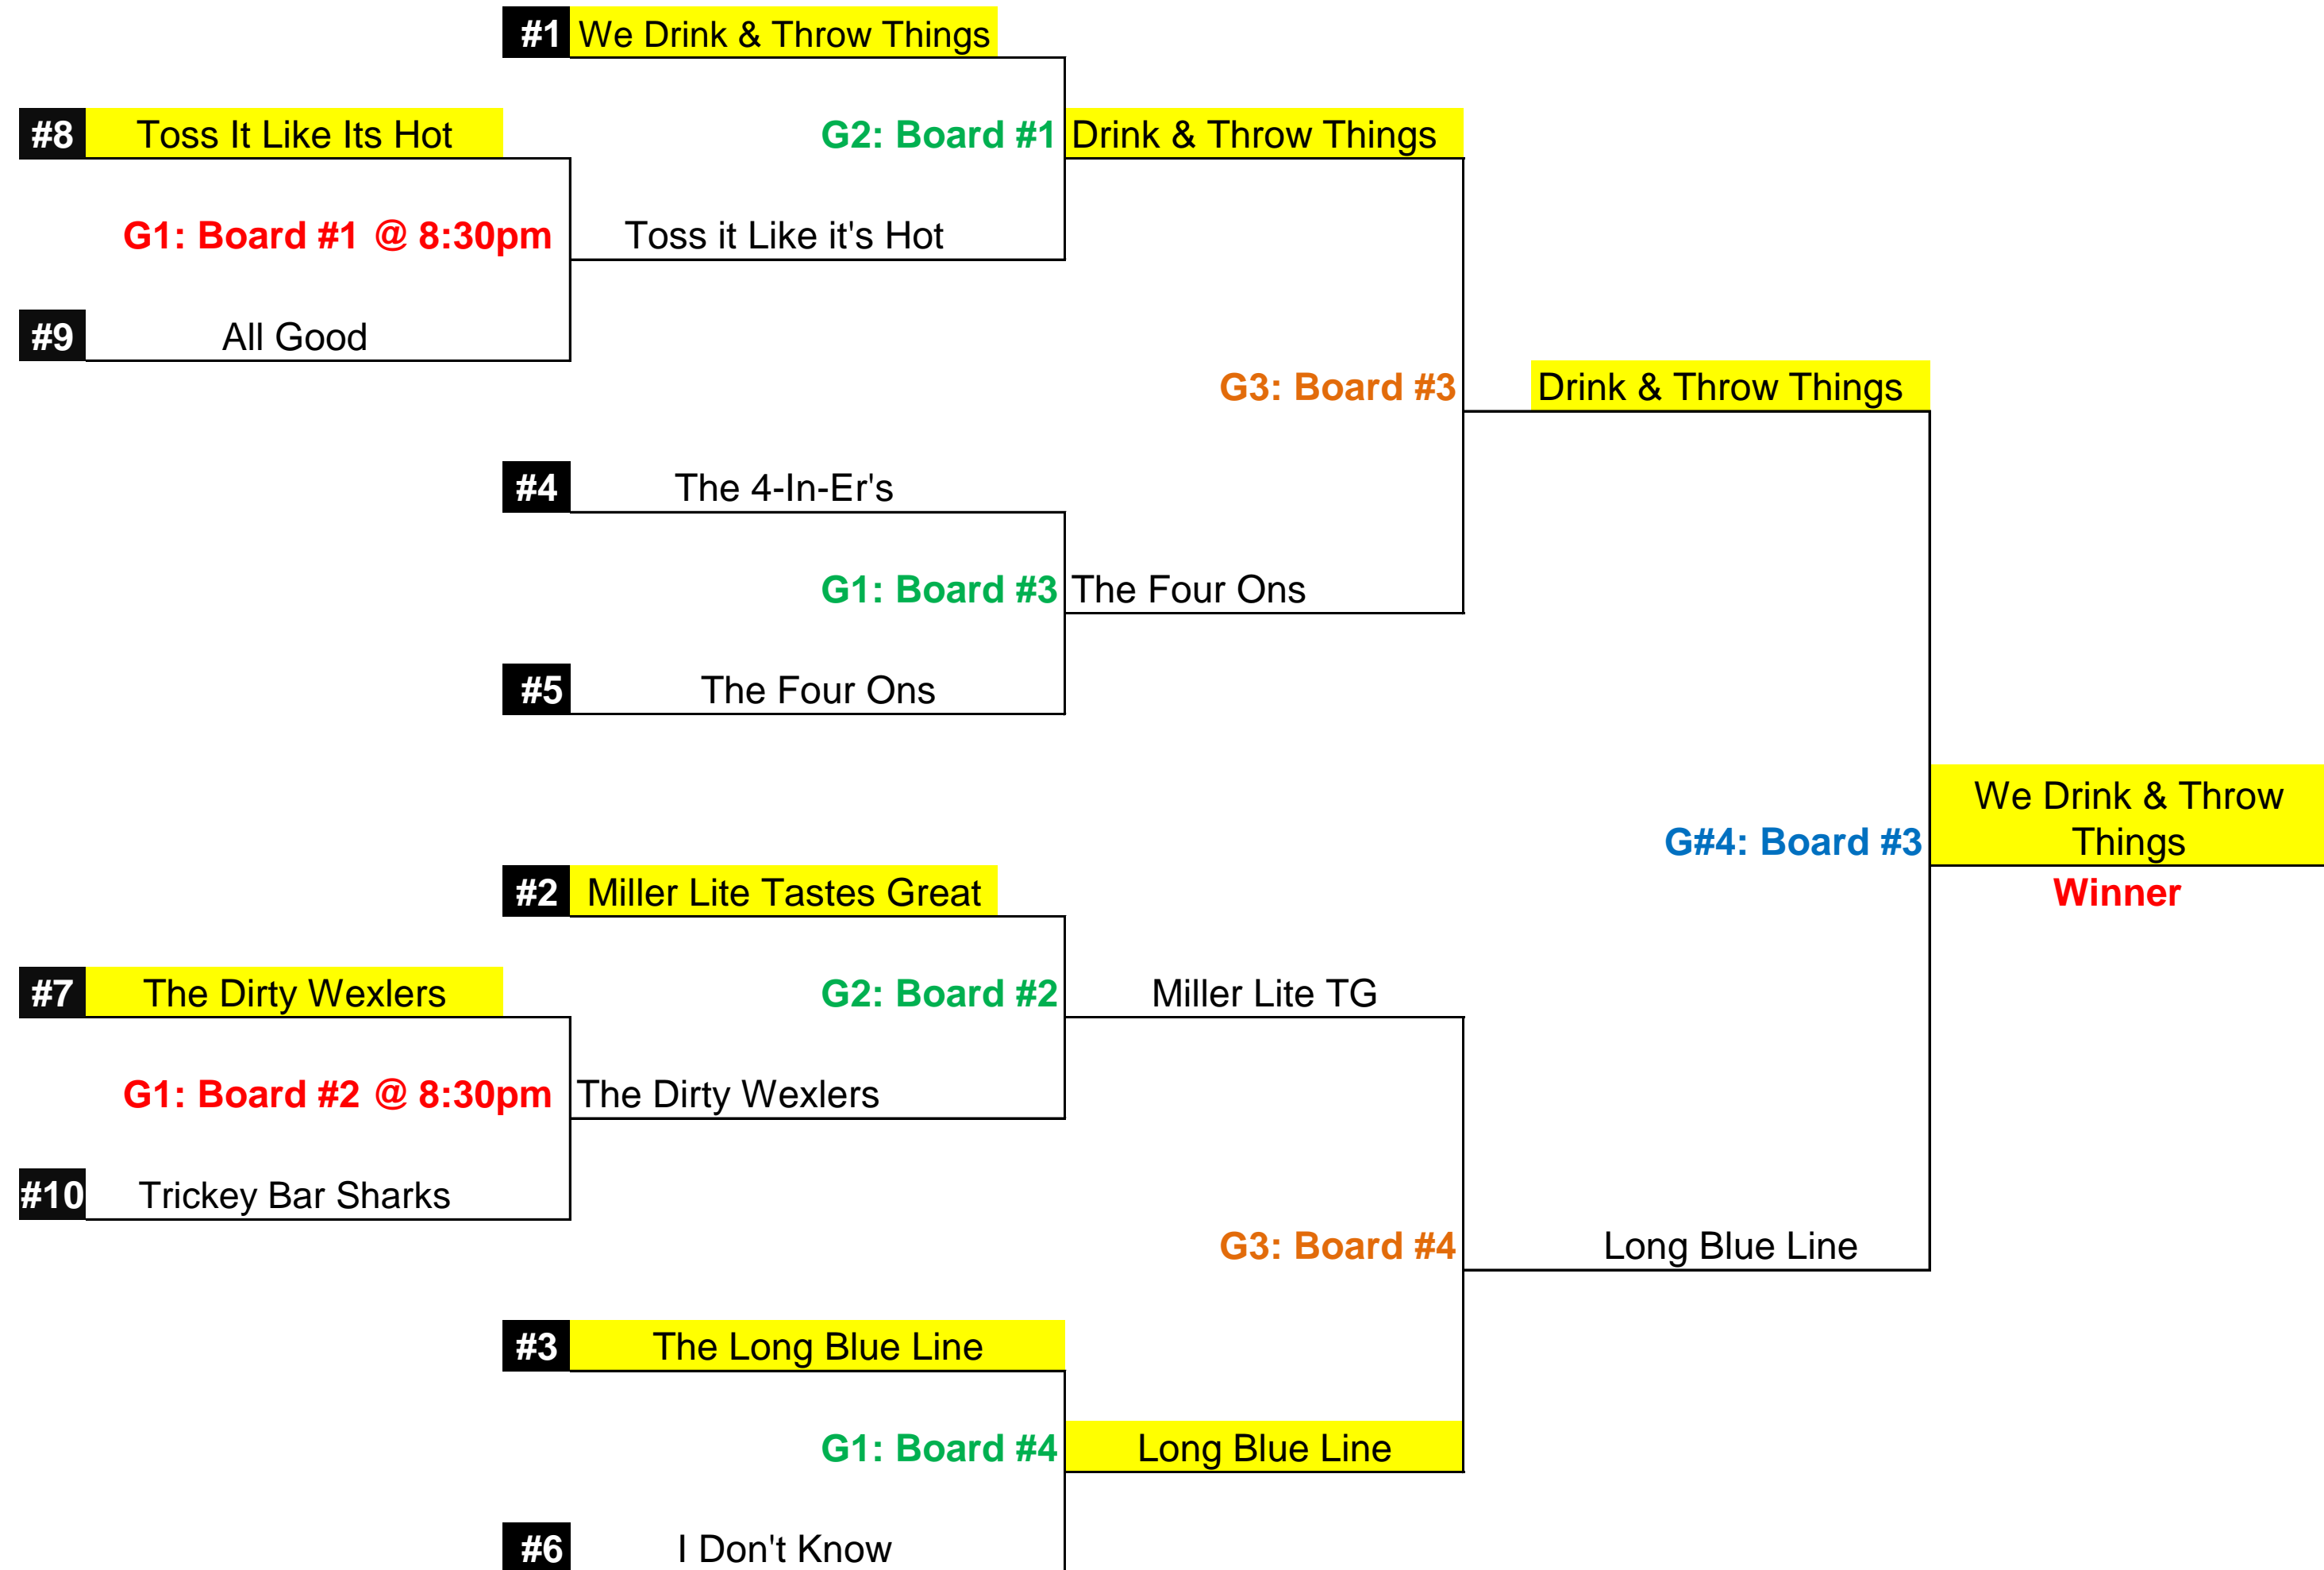 #1 We Drink & Throw Things
#8 Toss It Like Its Hot G2: Board #1 Drink & Throw Things
G1: Board #1 @ 8:30pm Toss it Like it's Hot
#9 All Good
G3: Board #3 Drink & Throw Things
#4 The 4-In-Er's
G1: Board #3 The Four Ons
#5 The Four Ons
We Drink & Throw
Things
G#4: Board #3
#2 Miller Lite Tastes Great Winner
#7 The Dirty Wexlers G2: Board #2 Miller Lite TG
G1: Board #2 @ 8:30pm The Dirty Wexlers
#10 Trickey Bar Sharks
G3: Board #4 Long Blue Line
#3 The Long Blue Line
G1: Board #4 Long Blue Line
#6 I Don't Know